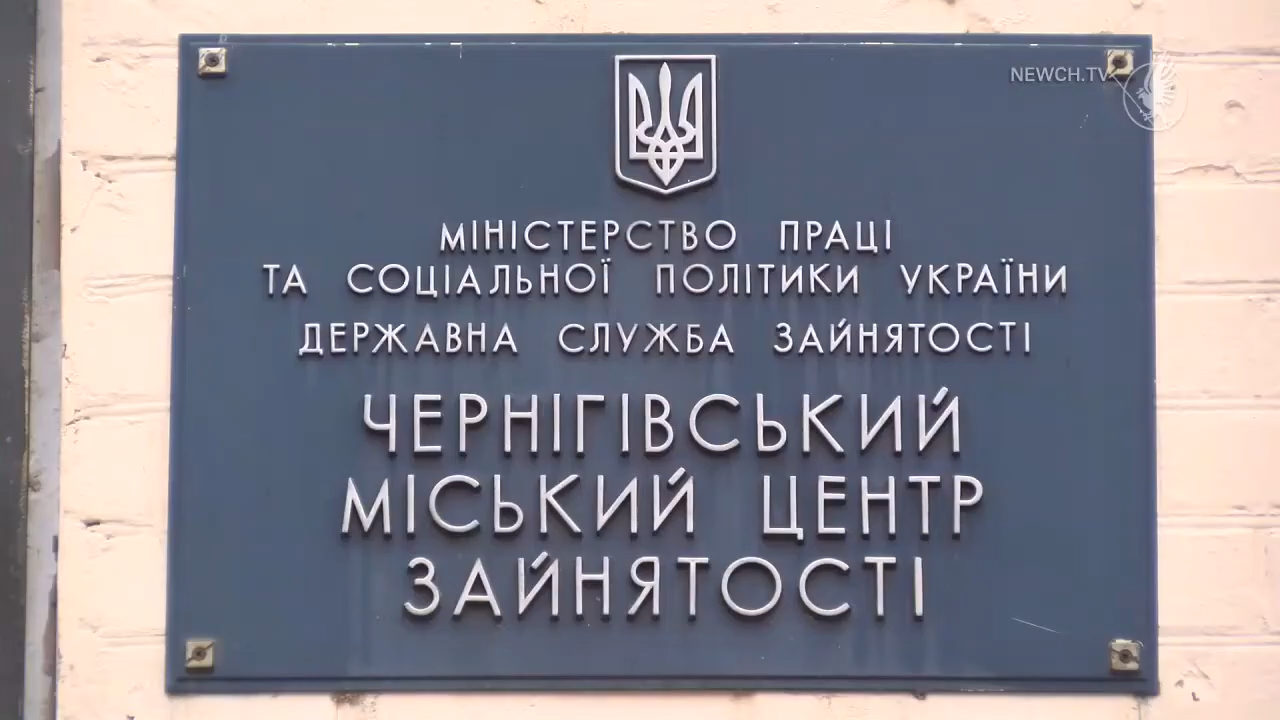 NEWCH.TV
МІНІСТЕРСТВО ПРАЦІ
ТА СОЦІАЛЬНОЇ ПОЛІТИКИ УКРАЇНИ
ДЕРЖАВНА СЛУЖБА ЗАЙНЯТОСТІ
ЧЕРНІГІВСЬКИЙ
МІСЬКИЙ ЦЕНТР
ЗАЙНЯТОСТІ